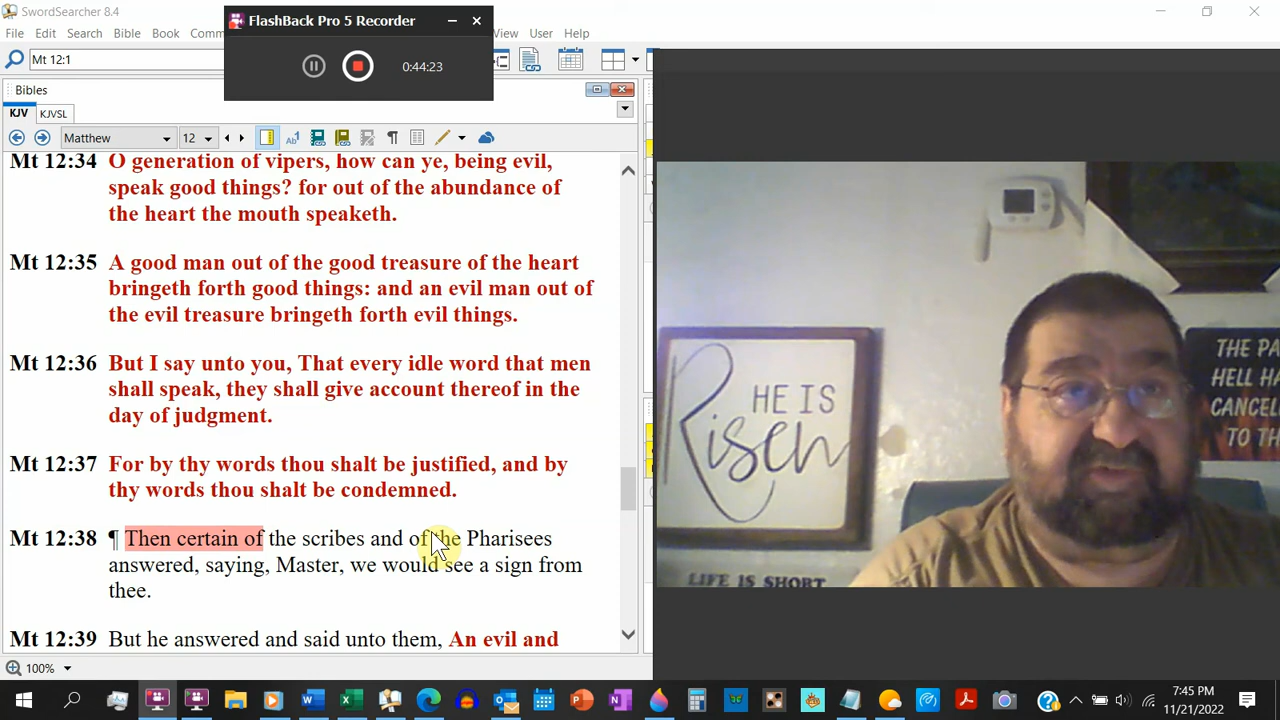 SwordSearcher 8.4
FlashBack Pro 5 Recorder
0:44:23
File Edit Search Bible Book View User Help
Mt 12:1
Bibles
KJV KJVSL
Matthew 12
Mt 12:34 O generation of vipers, how can ye, being evil,
speak good things? for out of the abundance of
the heart the mouth speaketh.
Mt 12:35 A good man out of the good treasure of the heart
bringeth forth good things: and an evil man out of
the evil treasure bringeth forth evil things.
Mt 12:36 But I say unto you, That every idle word that men
shall speak, they shall give account thereof in the
day of judgment.
Mt 12:37 For by thy words thou shalt be justified, and by
thy words thou shalt be condemned.
Mt 12:38 ¶ Then certain of the scribes and of the Pharisees
answered, saying, Master, we would see a sign from
thee.
Mt 12:39 But he answered and said unto them, An evil and
100%
HE IS
Risen
THE PA
HELL HA
CANCEL
TO TH
LIFE IS SHORT
7:45 PM
11/21/2022